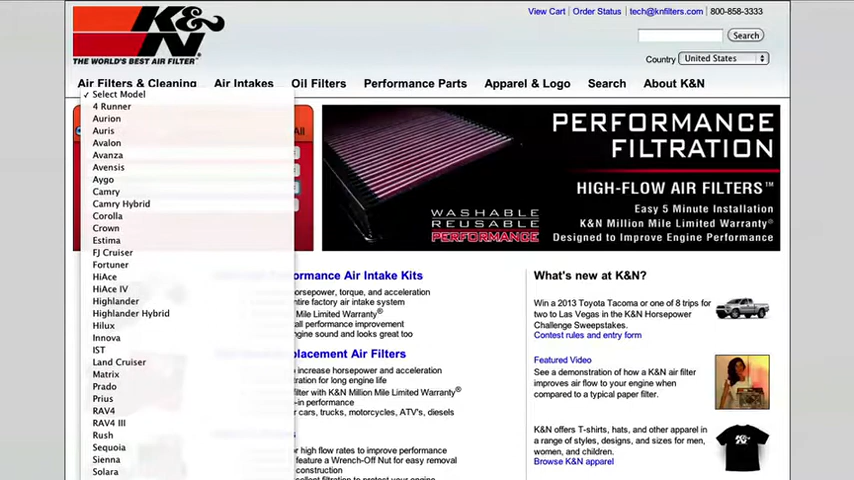 View Cart | Order Status | tech@knfilters.com | 800-858-3333
K&N
THE WORLD'S BEST AIR FILTER
Search
Country United States
Air Filters & Cleaning Air Intakes Oil Filters Performance Parts Apparel & Logo Search About K&N
✓ Select Model
4 Runner
Aurion
Auris
Avalon
Avanza
Avensis
Aygo
Camry
Camry Hybrid
Corolla
Crown
Estima
FJ Cruiser
Fortuner
HiAce
HiAce IV
Highlander
Highlander Hybrid
Hilux
Innova
IST
Land Cruiser
Matrix
Prado
Prius
RAV4
RAV4 III
Rush
Sequoia
Sienna
Solara
All
PERFORMANCE
FILTRATION
HIGH-FLOW AIR FILTERS™
Easy 5 Minute Installation
K&N Million Mile Limited Warranty®
Designed to Improve Engine Performance
WASHABLE
REUSABLE
PERFORMANCE
Air Intake Kits
horsepower, torque, and acceleration
entire factory air intake system
Mile Limited Warranty®
performance improvement
engine sound and looks great too
Air Filters
increase horsepower and acceleration
for long engine life
filter with K&N Million Mile Limited Warranty®
cars, trucks, motorcycles, ATV's, diesels
high flow rates to improve performance
feature a Wrench-Off Nut for easy removal
construction
What's new at K&N?
Win a 2013 Toyota Tacoma or one of 8 trips for
two to Las Vegas in the K&N Horsepower
Challenge Sweepstakes.
Contest rules and entry form
Featured Video
See a demonstration of how a K&N air filter
improves air flow to your engine when
compared to a typical paper filter.
K&N offers T-shirts, hats, and other apparel in
a range of styles, designs, and sizes for men,
women, and children.
Browse K&N apparel